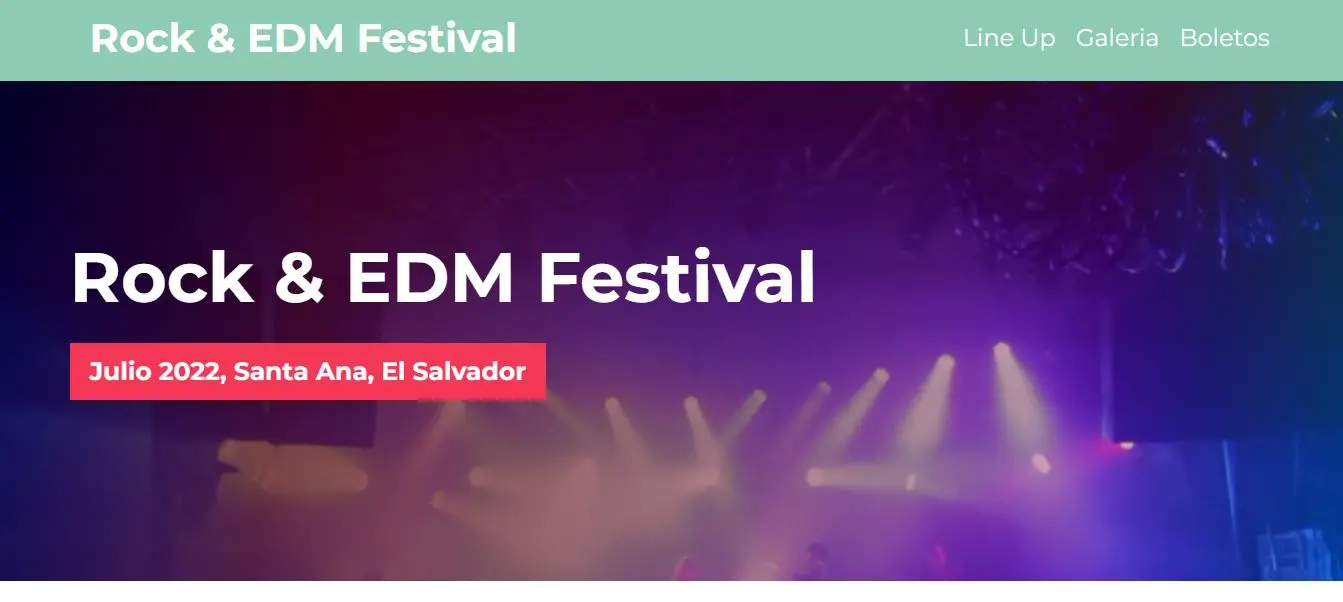 Rock & EDM Festival
Line Up Galeria Boletos
Rock & EDM Festival
Julio 2022, Santa Ana, El Salvador